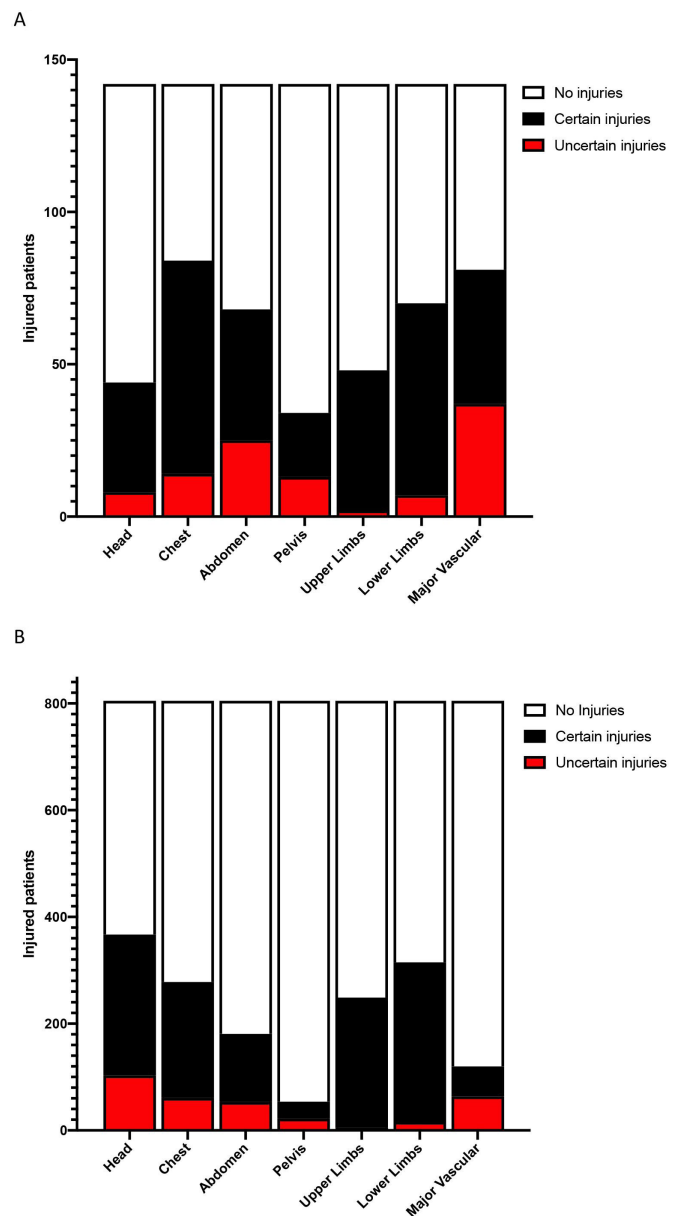 A
150
No injuries
Certain injuries
Uncertain injuries
100
Injured patients
50
0
Head
Chest
Abdomen
Pelvis
Upper Limbs
Lower Limbs
Major Vascular
B
800
No Injuries
Certain injuries
Uncertain injuries
600
Injured patients
400
200
0
Head
Chest
Abdomen
Pelvis
Upper Limbs
Lower Limbs
Major Vascular